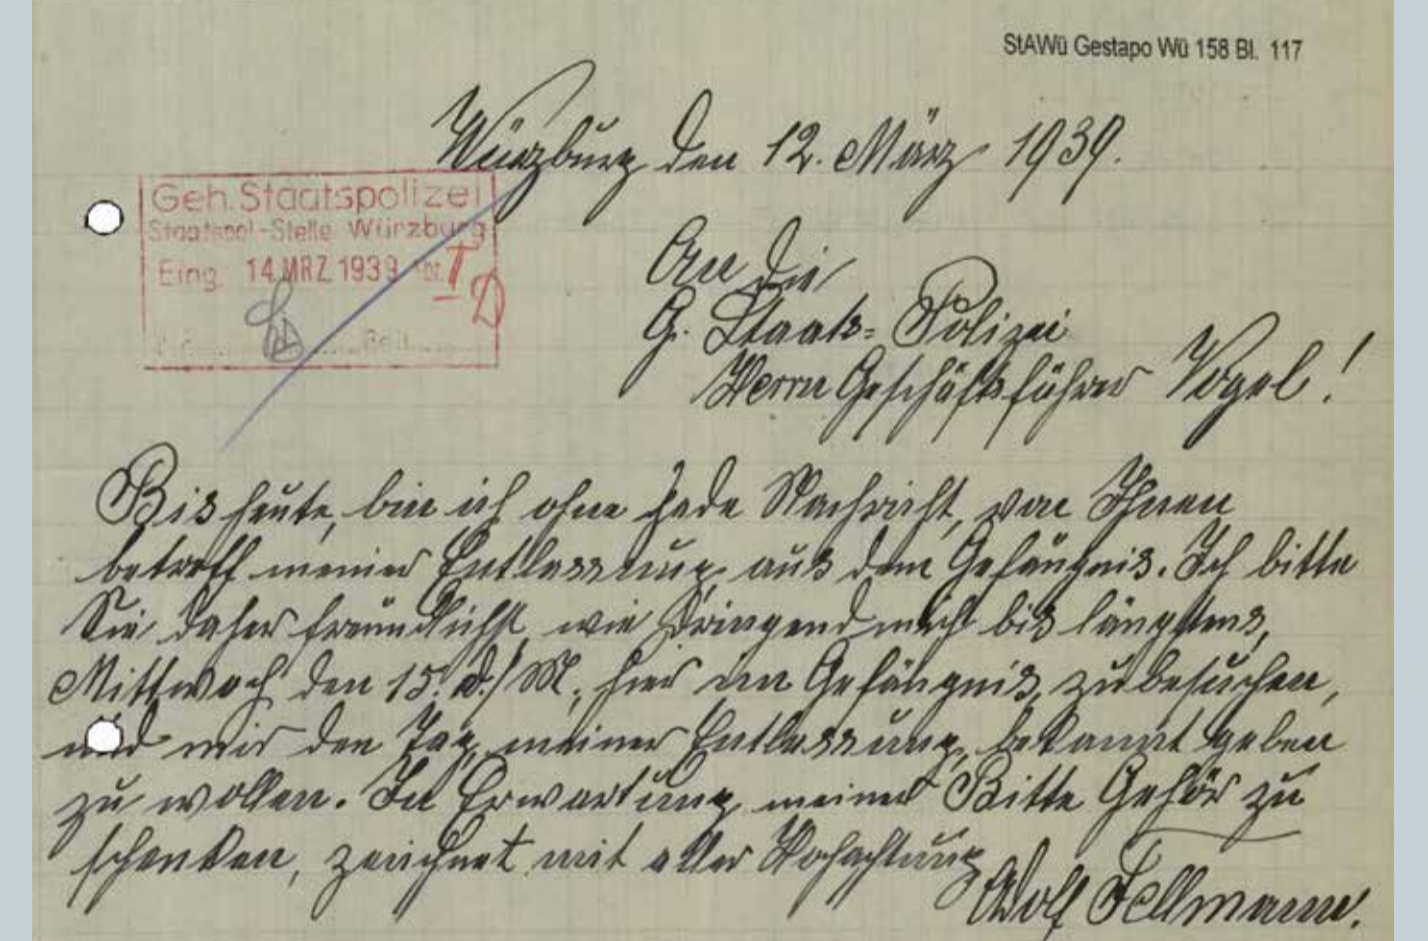 StAWü Gestapo Wü 158 Bl. 117
Würzburg den 12. März 1939.
Geh. Staatspolizei
Staatspol-Stelle Würzburg
Eing. 14. MRZ. 1939
An die
G. Staats-Polizei
Herrn Geschäftsführer Vogel!
Bis heute, bin ich ohne jede Nachricht, von Ihnen
betreff meiner Entlassung aus dem Gefängnis. Ich bitte
Sie daher freundlichst, wie dringend mich bis längstens,
Mittwoch den 15. d./M., hier im Gefängnis, zubesuchen,
und mir den Tag meiner Entlassung, bekannt geben
zu wollen. In Erwartung meiner Bitte Gehör zu
schenken, zeichnet mit aller Hochachtung
Adolf Fellmann.